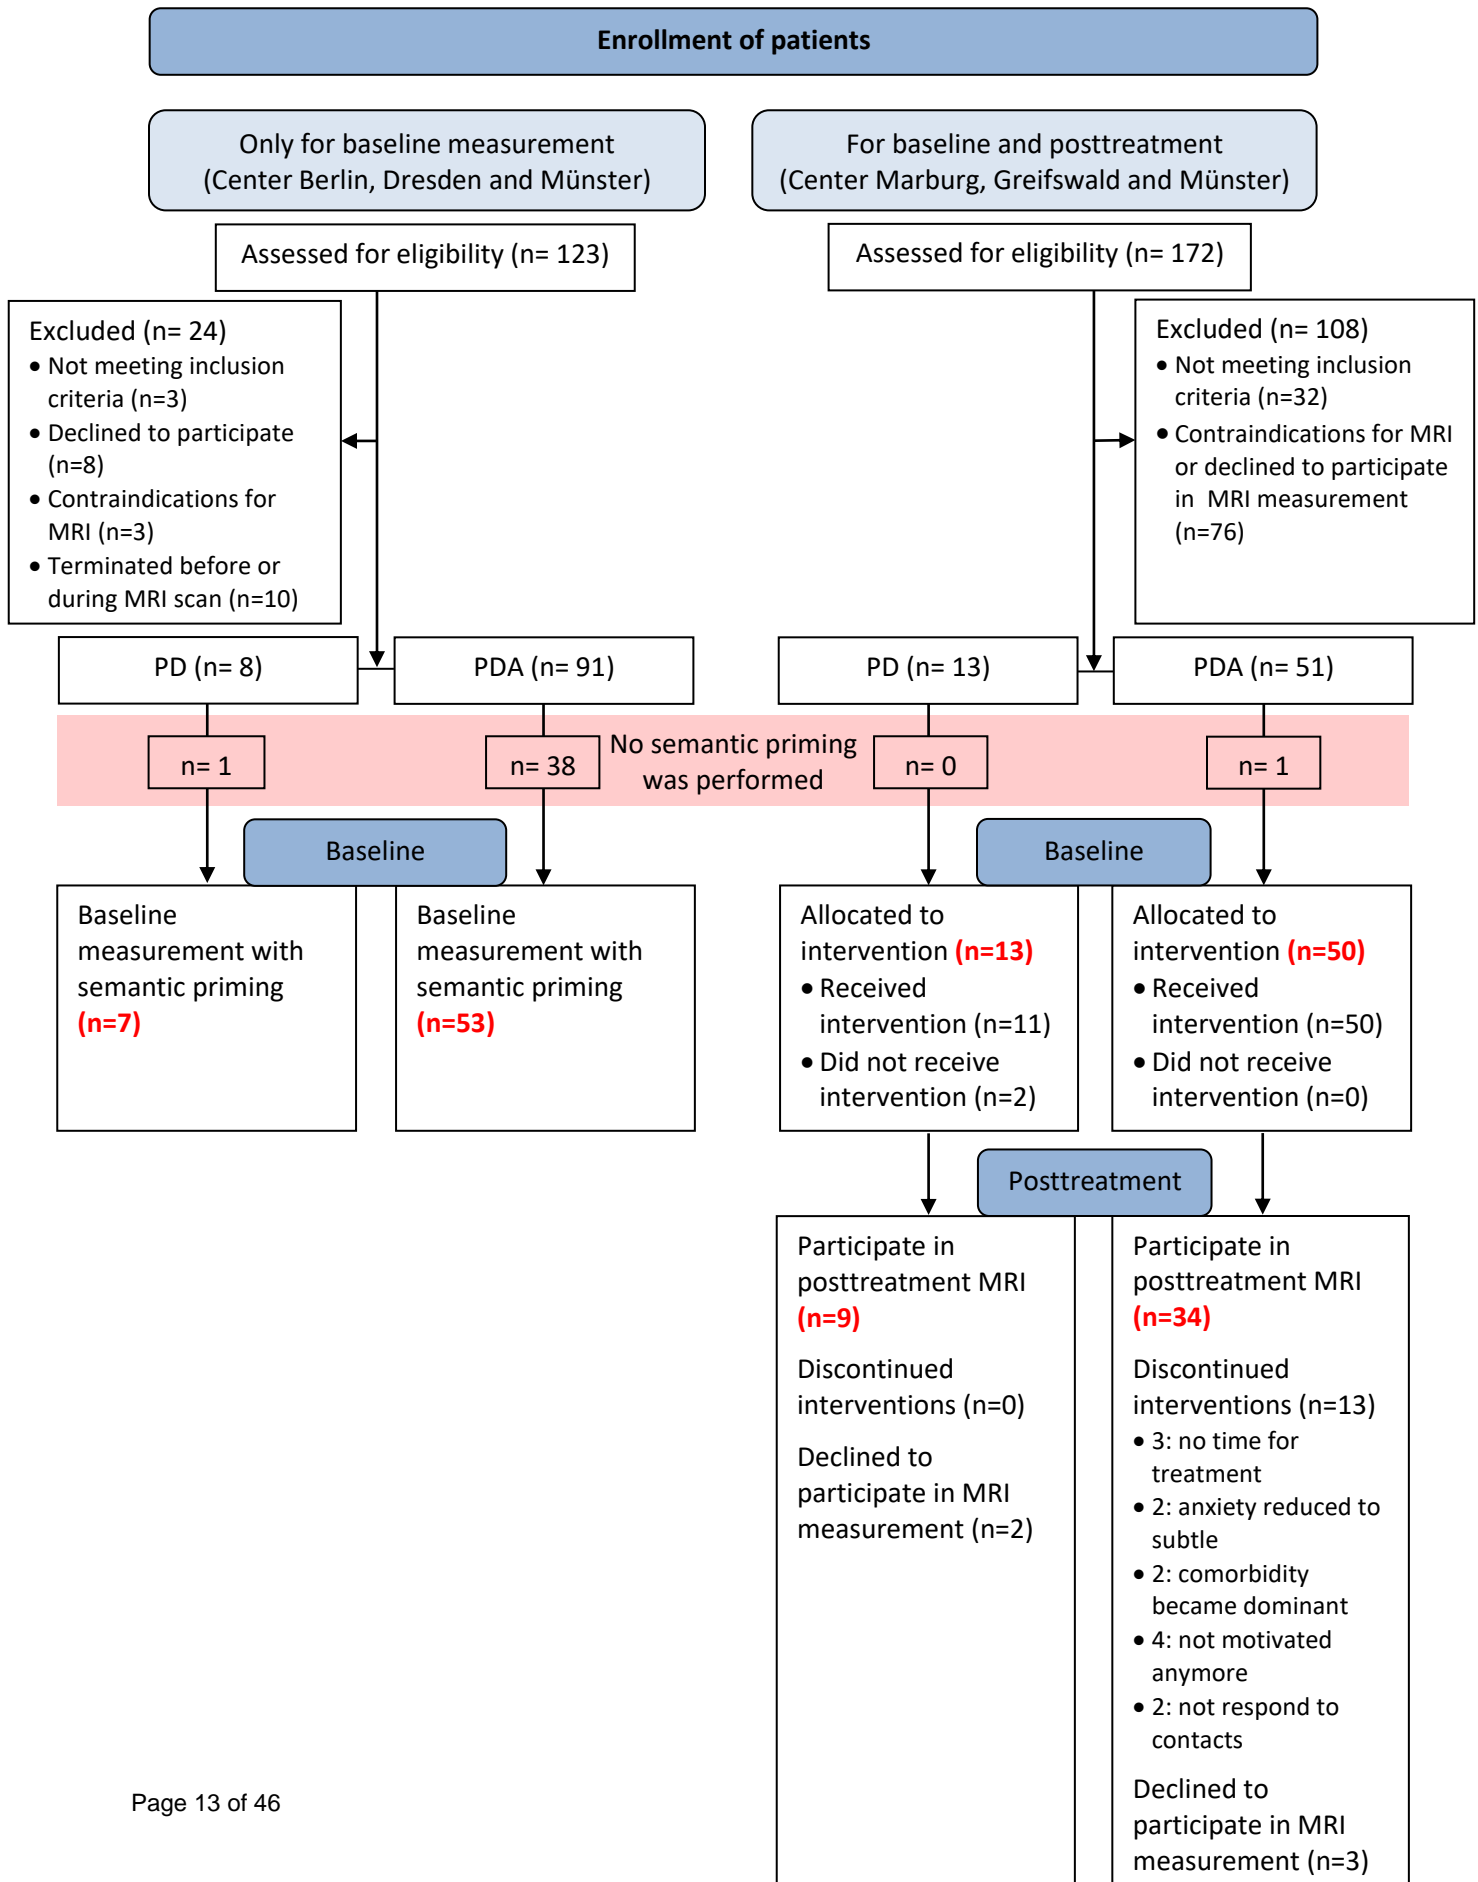 Enrollment of patients
Only for baseline measurement
(Center Berlin, Dresden and Münster)
For baseline and posttreatment
(Center Marburg, Greifswald and Münster)
Assessed for eligibility (n= 123)
Assessed for eligibility (n= 172)
Excluded (n= 24)
• Not meeting inclusion
criteria (n=3)
• Declined to participate
(n=8)
• Contraindications for
MRI (n=3)
• Terminated before or
during MRI scan (n=10)
Excluded (n= 108)
• Not meeting inclusion
criteria (n=32)
• Contraindications for MRI
or declined to participate
in MRI measurement
(n=76)
PD (n= 8)
PDA (n= 91)
PD (n= 13)
PDA (n= 51)
n= 1
n= 38
No semantic priming
was performed
n= 0
n= 1
Baseline
Baseline
Baseline
measurement with
semantic priming
(n=7)
Baseline
measurement with
semantic priming
(n=53)
Allocated to
intervention (n=13)
• Received
intervention (n=11)
• Did not receive
intervention (n=2)
Allocated to
intervention (n=50)
• Received
intervention (n=50)
• Did not receive
intervention (n=0)
Posttreatment
Participate in
posttreatment MRI
(n=9)
Discontinued
interventions (n=0)
Declined to
participate in MRI
measurement (n=2)
Participate in
posttreatment MRI
(n=34)
Discontinued
interventions (n=13)
• 3: no time for
treatment
• 2: anxiety reduced to
subtle
• 2: comorbidity
became dominant
• 4: not motivated
anymore
• 2: not respond to
contacts
Declined to
participate in MRI
measurement (n=3)
Page 13 of 46